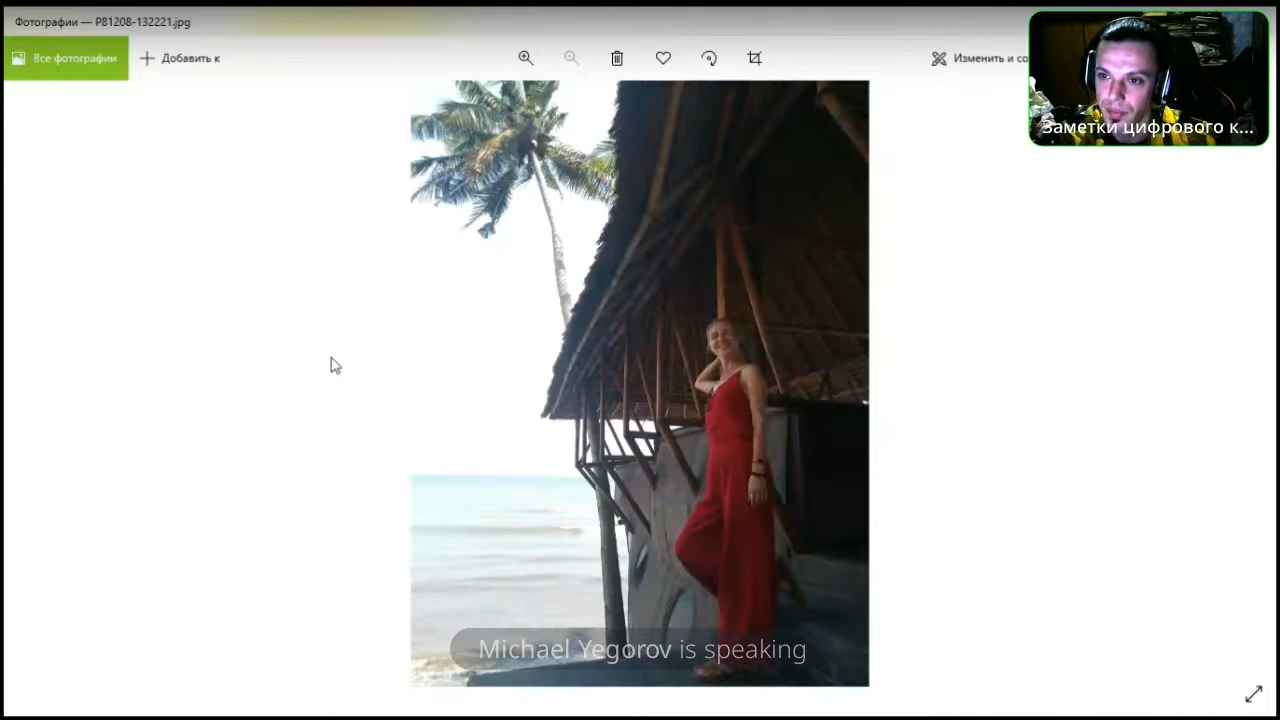 Фотографии — P81208-132221.jpg
Все фотографии
Добавить к
Изменить и со
Заметки цифрового к...
Michael Yegorov is speaking